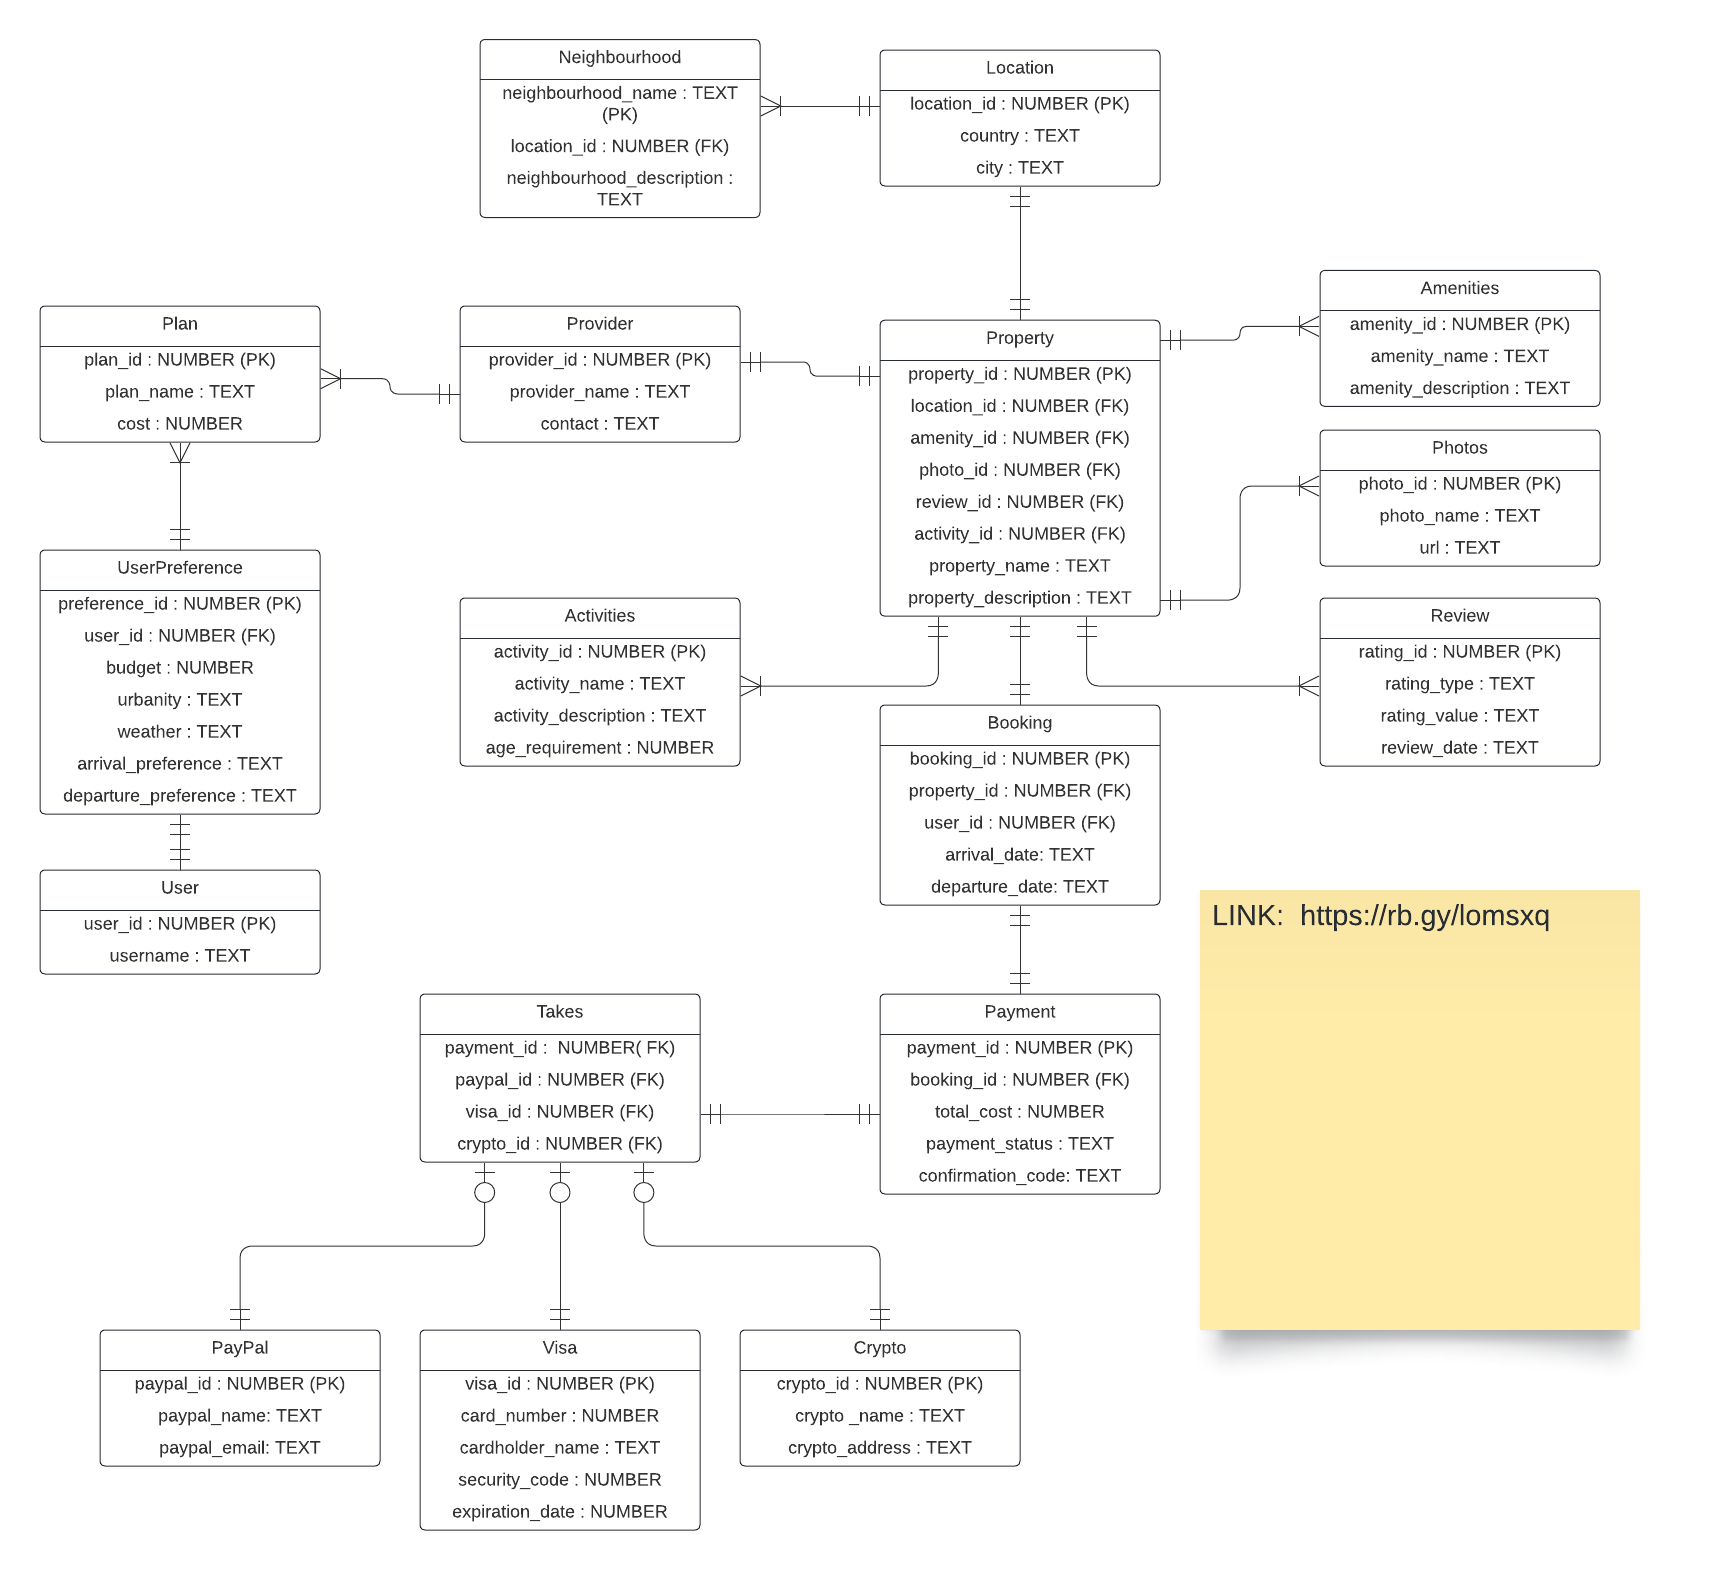 Neighbourhood
neighbourhood_name : TEXT
(PK)
location_id : NUMBER (FK)
neighbourhood_description :
TEXT
Location
location_id : NUMBER (PK)
country : TEXT
city : TEXT
Plan
plan_id : NUMBER (PK)
plan_name : TEXT
cost : NUMBER
Provider
provider_id : NUMBER (PK)
provider_name : TEXT
contact : TEXT
Property
property_id : NUMBER (PK)
location_id : NUMBER (FK)
amenity_id : NUMBER (FK)
photo_id : NUMBER (FK)
review_id : NUMBER (FK)
activity_id : NUMBER (FK)
property_name : TEXT
property_description : TEXT
Amenities
amenity_id : NUMBER (PK)
amenity_name : TEXT
amenity_description : TEXT
Photos
photo_id : NUMBER (PK)
photo_name : TEXT
url : TEXT
UserPreference
preference_id : NUMBER (PK)
user_id : NUMBER (FK)
budget : NUMBER
urbanity : TEXT
weather : TEXT
arrival_preference : TEXT
departure_preference : TEXT
Activities
activity_id : NUMBER (PK)
activity_name : TEXT
activity_description : TEXT
age_requirement : NUMBER
Review
rating_id : NUMBER (PK)
rating_type : TEXT
rating_value : TEXT
review_date : TEXT
Booking
booking_id : NUMBER (PK)
property_id : NUMBER (FK)
user_id : NUMBER (FK)
arrival_date: TEXT
departure_date: TEXT
User
user_id : NUMBER (PK)
username : TEXT
LINK:  https://rb.gy/lomsxq
Takes
payment_id :  NUMBER( FK)
paypal_id : NUMBER (FK)
visa_id : NUMBER (FK)
crypto_id : NUMBER (FK)
Payment
payment_id : NUMBER (PK)
booking_id : NUMBER (FK)
total_cost : NUMBER
payment_status : TEXT
confirmation_code: TEXT
PayPal
paypal_id : NUMBER (PK)
paypal_name: TEXT
paypal_email: TEXT
Visa
visa_id : NUMBER (PK)
card_number : NUMBER
cardholder_name : TEXT
security_code : NUMBER
expiration_date : NUMBER
Crypto
crypto_id : NUMBER (PK)
crypto _name : TEXT
crypto_address : TEXT